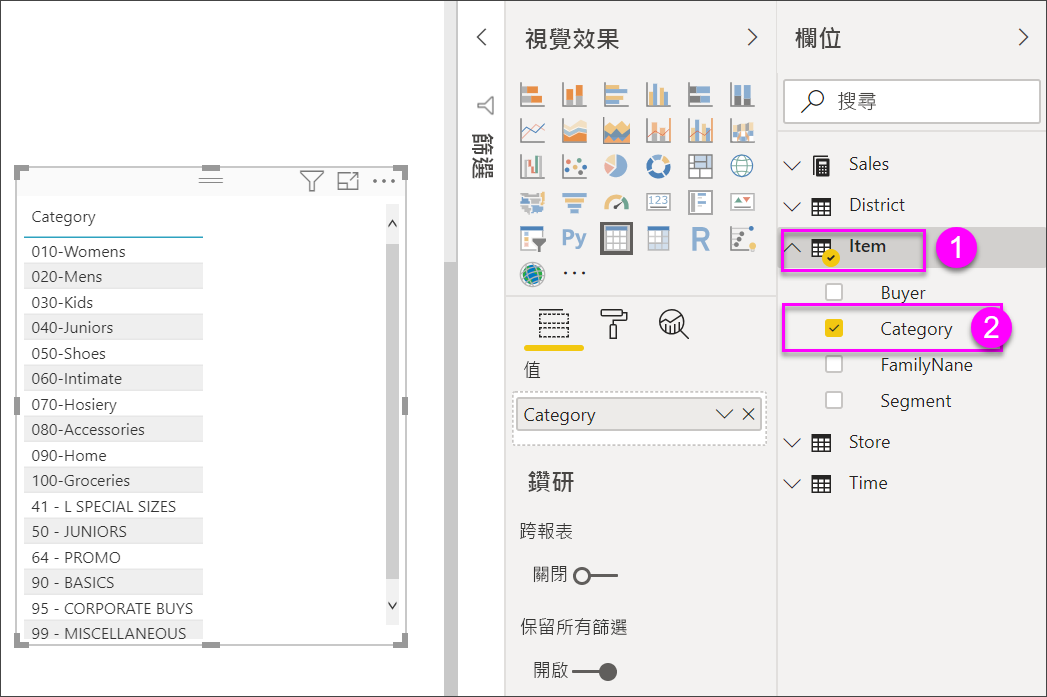 Category
010-Womens
020-Mens
030-Kids
040-Juniors
050-Shoes
060-Intimate
070-Hosiery
080-Accessories
090-Home
100-Groceries
41 - L SPECIAL SIZES
50 - JUNIORS
64 - PROMO
90 - BASICS
95 - CORPORATE BUYS
99 - MISCELLANEOUS
篩選
視覺效果
123
Py
R
值
Category
鑽研
跨報表
關閉
保留所有篩選
開啟
欄位
搜尋
Sales
District
Item
1
Buyer
Category
2
FamilyNane
Segment
Store
Time